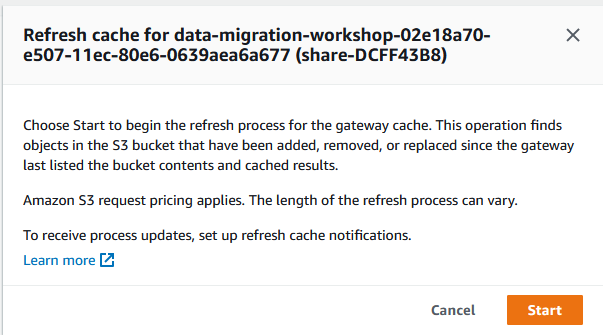 Refresh cache for data-migration-workshop-02e18a70-
e507-11ec-80e6-0639aea6a677 (share-DCFF43B8)
Choose Start to begin the refresh process for the gateway cache. This operation finds
objects in the S3 bucket that have been added, removed, or replaced since the gateway
last listed the bucket contents and cached results.
Amazon S3 request pricing applies. The length of the refresh process can vary.
To receive process updates, set up refresh cache notifications.
Learn more
Cancel Start